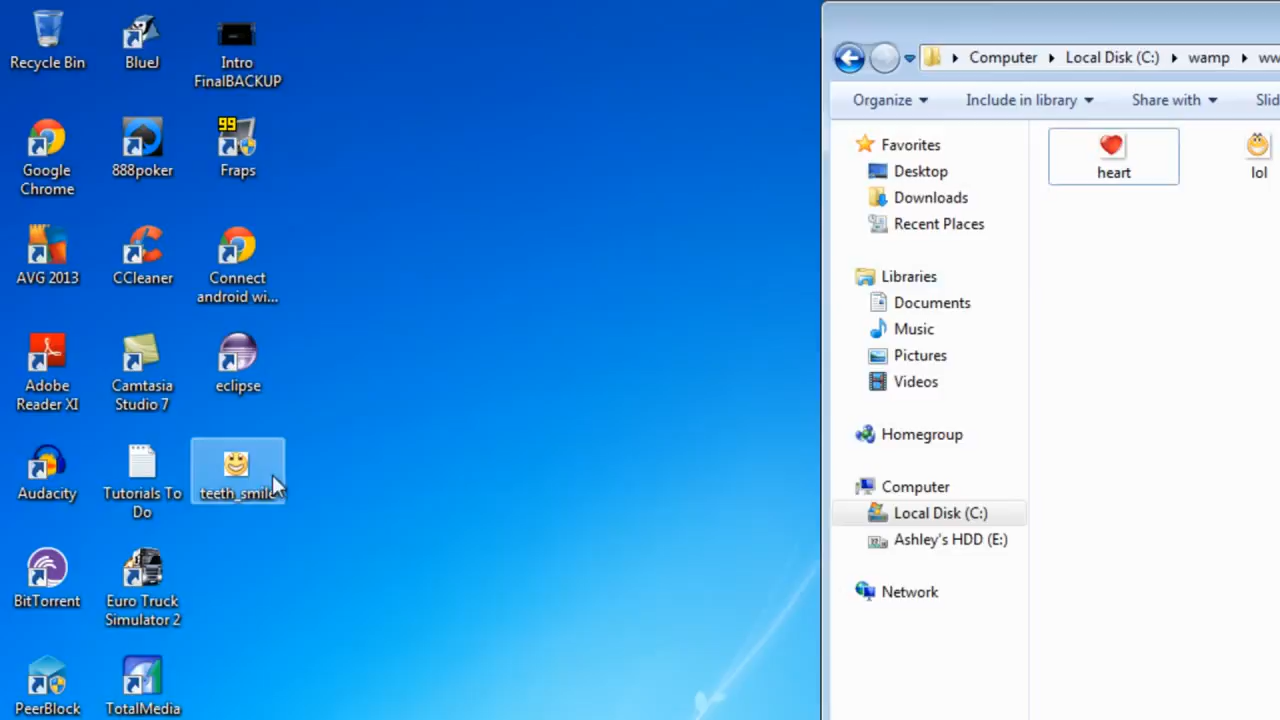 Recycle Bin
BlueJ
Intro
FinalBACKUP
Google
Chrome
888poker
99
Fraps
AVG 2013
CCleaner
Connect
android wi...
Adobe
Reader XI
Camtasia
Studio 7
eclipse
Audacity
Tutorials To
Do
teeth_smile
BitTorrent
Euro Truck
Simulator 2
PeerBlock
TotalMedia
Computer
Local Disk (C:)
wamp
ww
Organize
Include in library
Share with
Slid
Favorites
Desktop
Downloads
Recent Places
Libraries
Documents
Music
Pictures
Videos
Homegroup
Computer
Local Disk (C:)
Ashley's HDD (E:)
Network
heart
lol